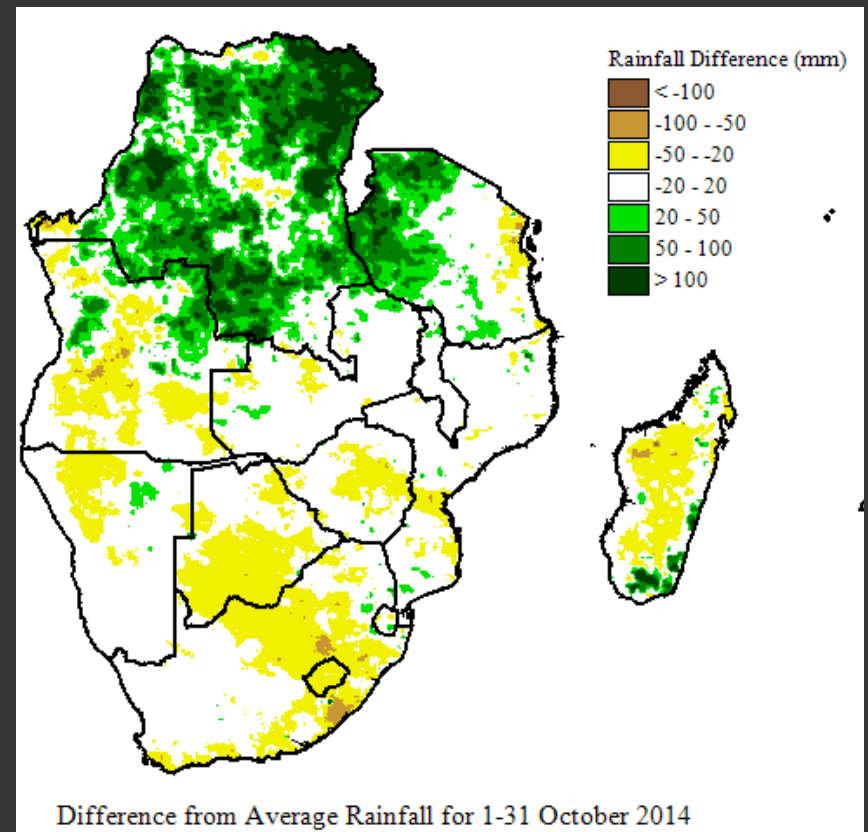 Rainfall Difference (mm)
< -100
-100 - -50
-50 - -20
-20 - 20
20 - 50
50 - 100
> 100
Difference from Average Rainfall for 1-31 October 2014